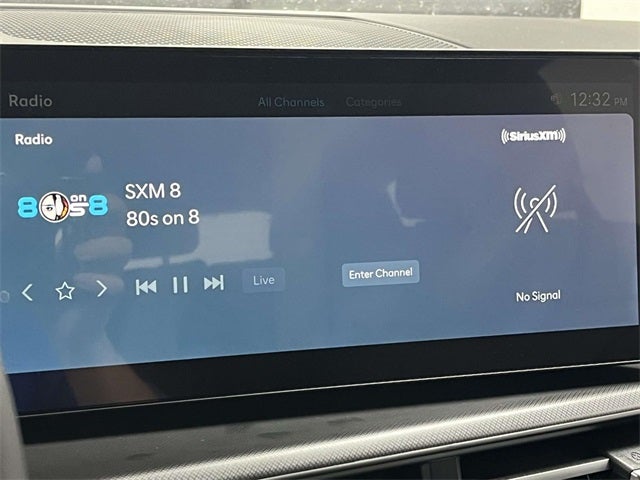 Radio All Channels Categories 12:32 PM
Radio
((SiriusXM))
80s on 8
SXM 8
80s on 8
Live
Enter Channel
No Signal